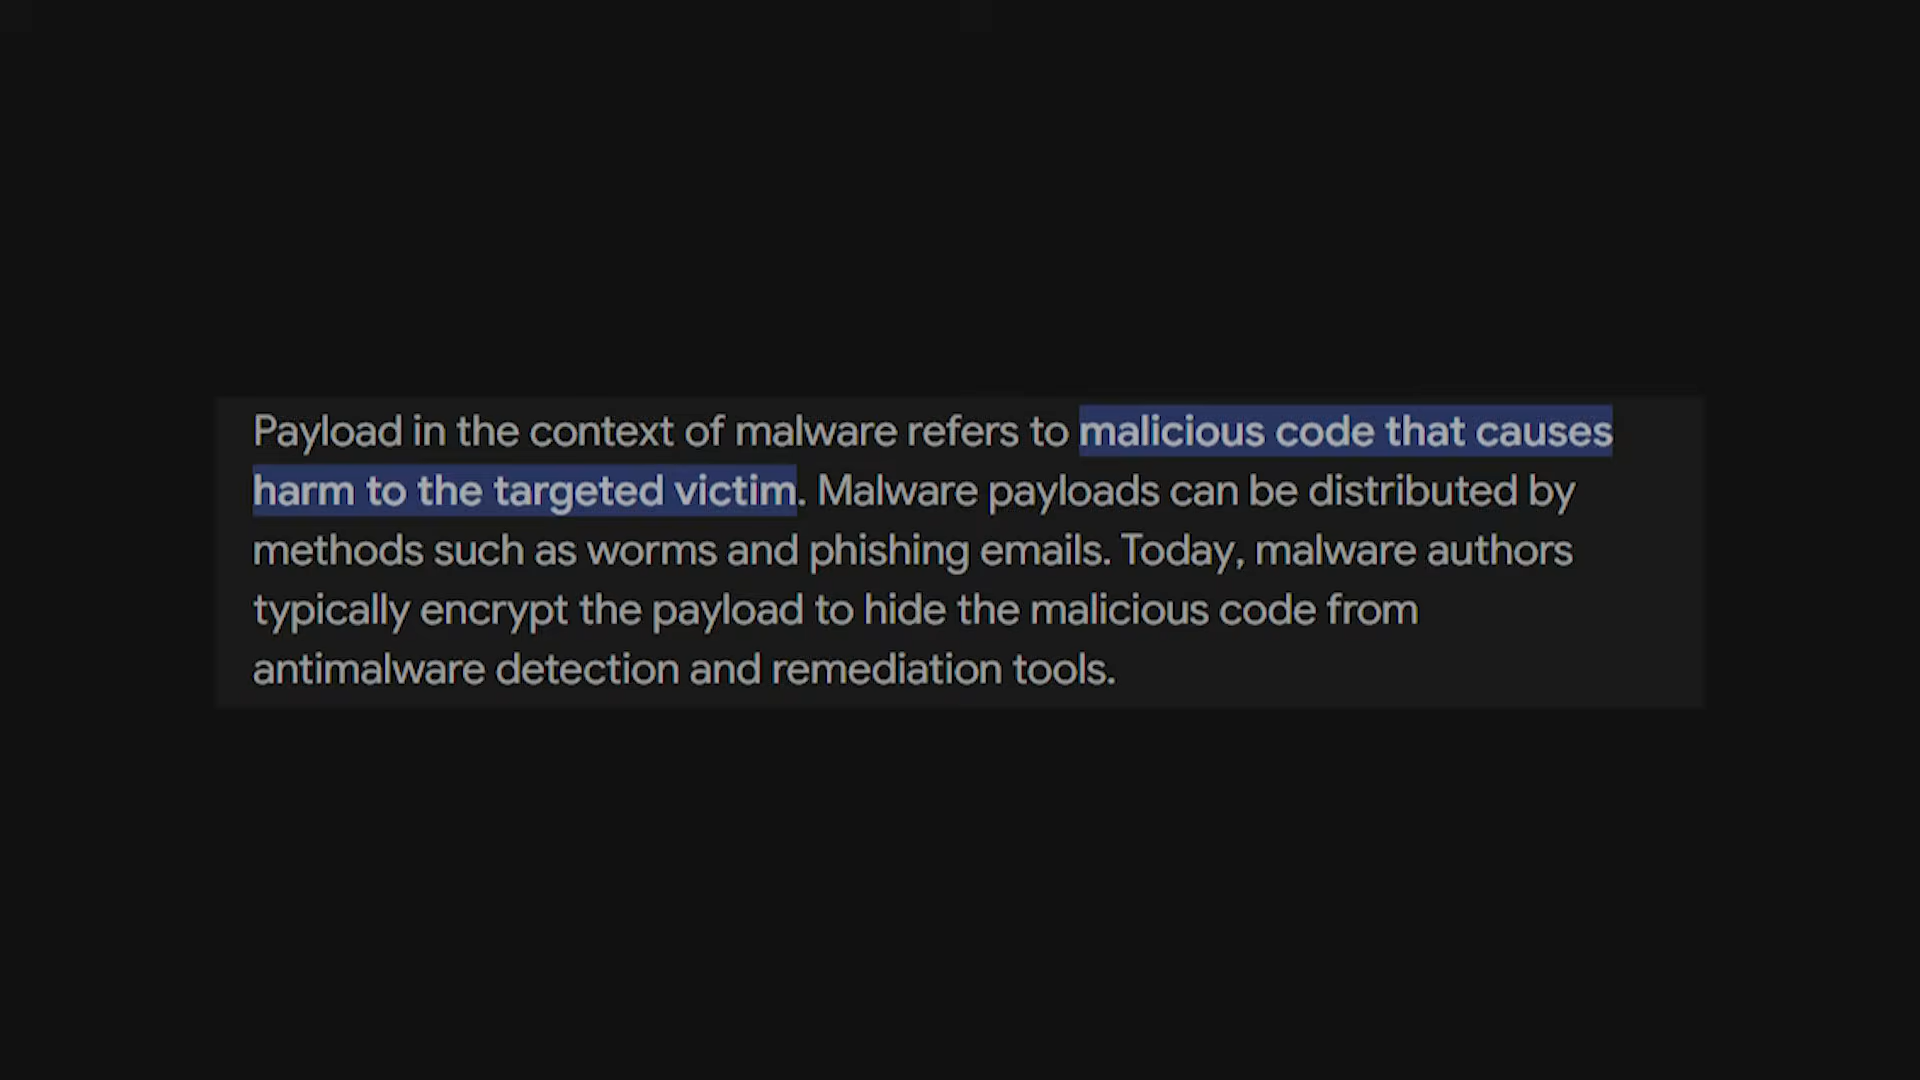 Payload in the context of malware refers to malicious code that causes
harm to the targeted victim. Malware payloads can be distributed by
methods such as worms and phishing emails. Today, malware authors
typically encrypt the payload to hide the malicious code from
antimalware detection and remediation tools.